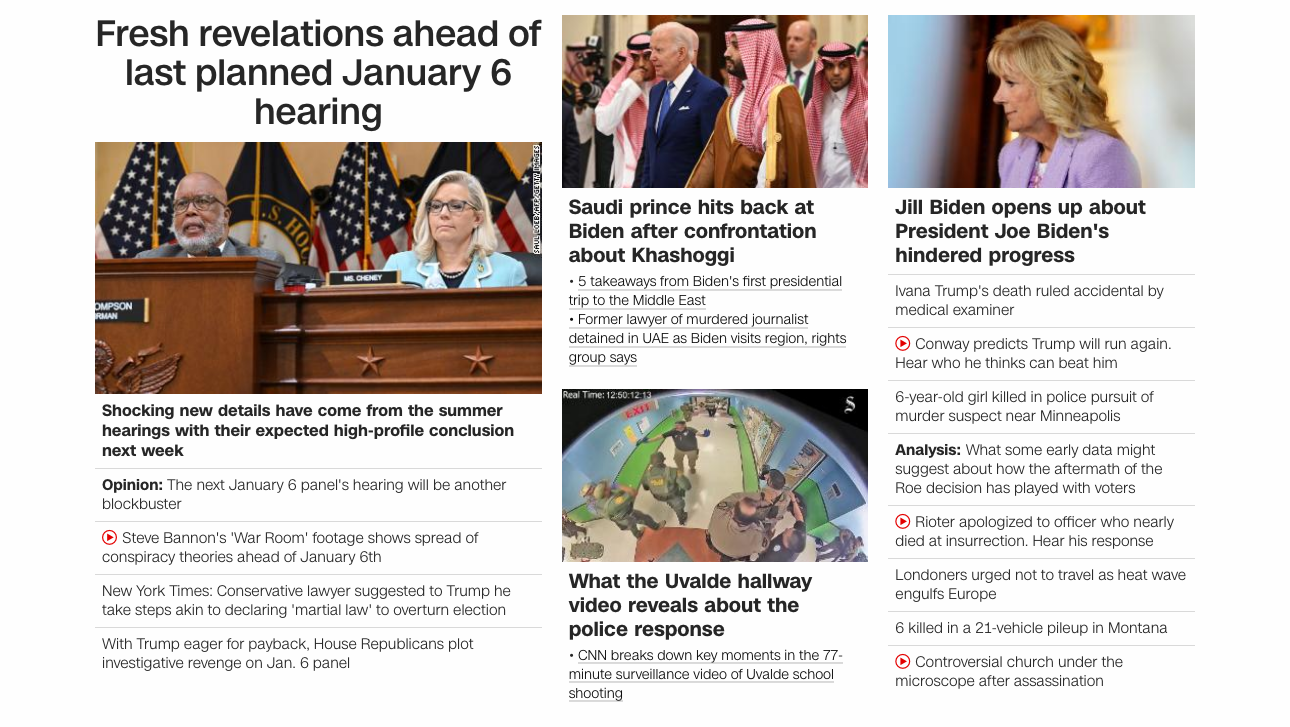 Fresh revelations ahead of
last planned January 6
hearing
SAUL LOEB/AFP/GETTY IMAGES
MS. CHENEY
OMPSON
RMAN
Shocking new details have come from the summer
hearings with their expected high-profile conclusion
next week
Opinion: The next January 6 panel's hearing will be another
blockbuster
Steve Bannon's 'War Room' footage shows spread of
conspiracy theories ahead of January 6th
New York Times: Conservative lawyer suggested to Trump he
take steps akin to declaring 'martial law' to overturn election
With Trump eager for payback, House Republicans plot
investigative revenge on Jan. 6 panel
Saudi prince hits back at
Biden after confrontation
about Khashoggi
• 5 takeaways from Biden's first presidential
trip to the Middle East
• Former lawyer of murdered journalist
detained in UAE as Biden visits region, rights
group says
Real Time: 12:50:12:13
EXIT
S
What the Uvalde hallway
video reveals about the
police response
• CNN breaks down key moments in the 77-
minute surveillance video of Uvalde school
shooting
Jill Biden opens up about
President Joe Biden's
hindered progress
Ivana Trump's death ruled accidental by
medical examiner
Conway predicts Trump will run again.
Hear who he thinks can beat him
6-year-old girl killed in police pursuit of
murder suspect near Minneapolis
Analysis: What some early data might
suggest about how the aftermath of the
Roe decision has played with voters
Rioter apologized to officer who nearly
died at insurrection. Hear his response
Londoners urged not to travel as heat wave
engulfs Europe
6 killed in a 21-vehicle pileup in Montana
Controversial church under the
microscope after assassination